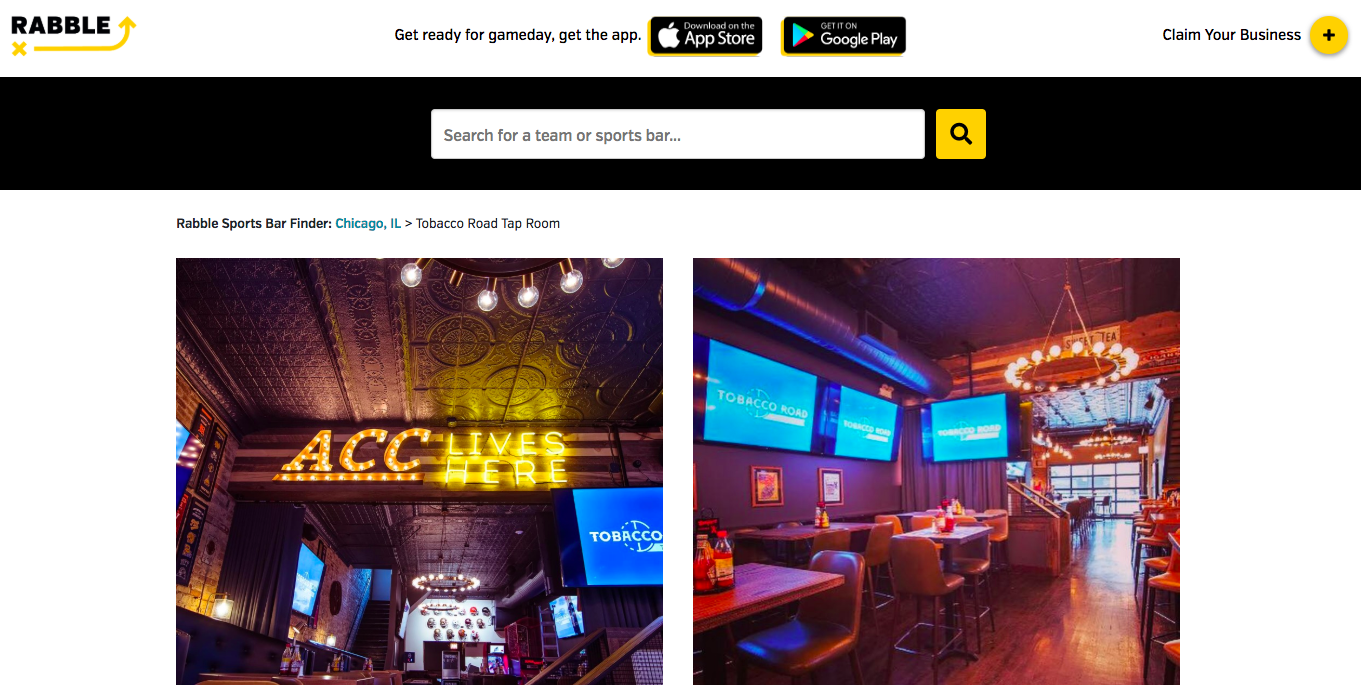 RABBLE
Get ready for gameday, get the app.
Download on the
App Store
GET IT ON
Google Play
Claim Your Business
Search for a team or sports bar...
Rabble Sports Bar Finder: Chicago, IL > Tobacco Road Tap Room
ACC LIVES
HERE
TOBACCO
SWEET TEA
TOBACCO ROAD
TOBACCO ROAD
TOBACCO ROAD